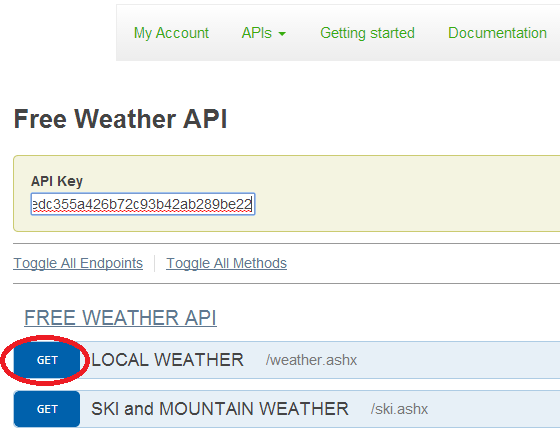 My Account APIs Getting started Documentation
Free Weather API
API Key
edc355a426b72c93b42ab289be22
Toggle All Endpoints Toggle All Methods
FREE WEATHER API
GET LOCAL WEATHER /weather.ashx
GET SKI and MOUNTAIN WEATHER /ski.ashx